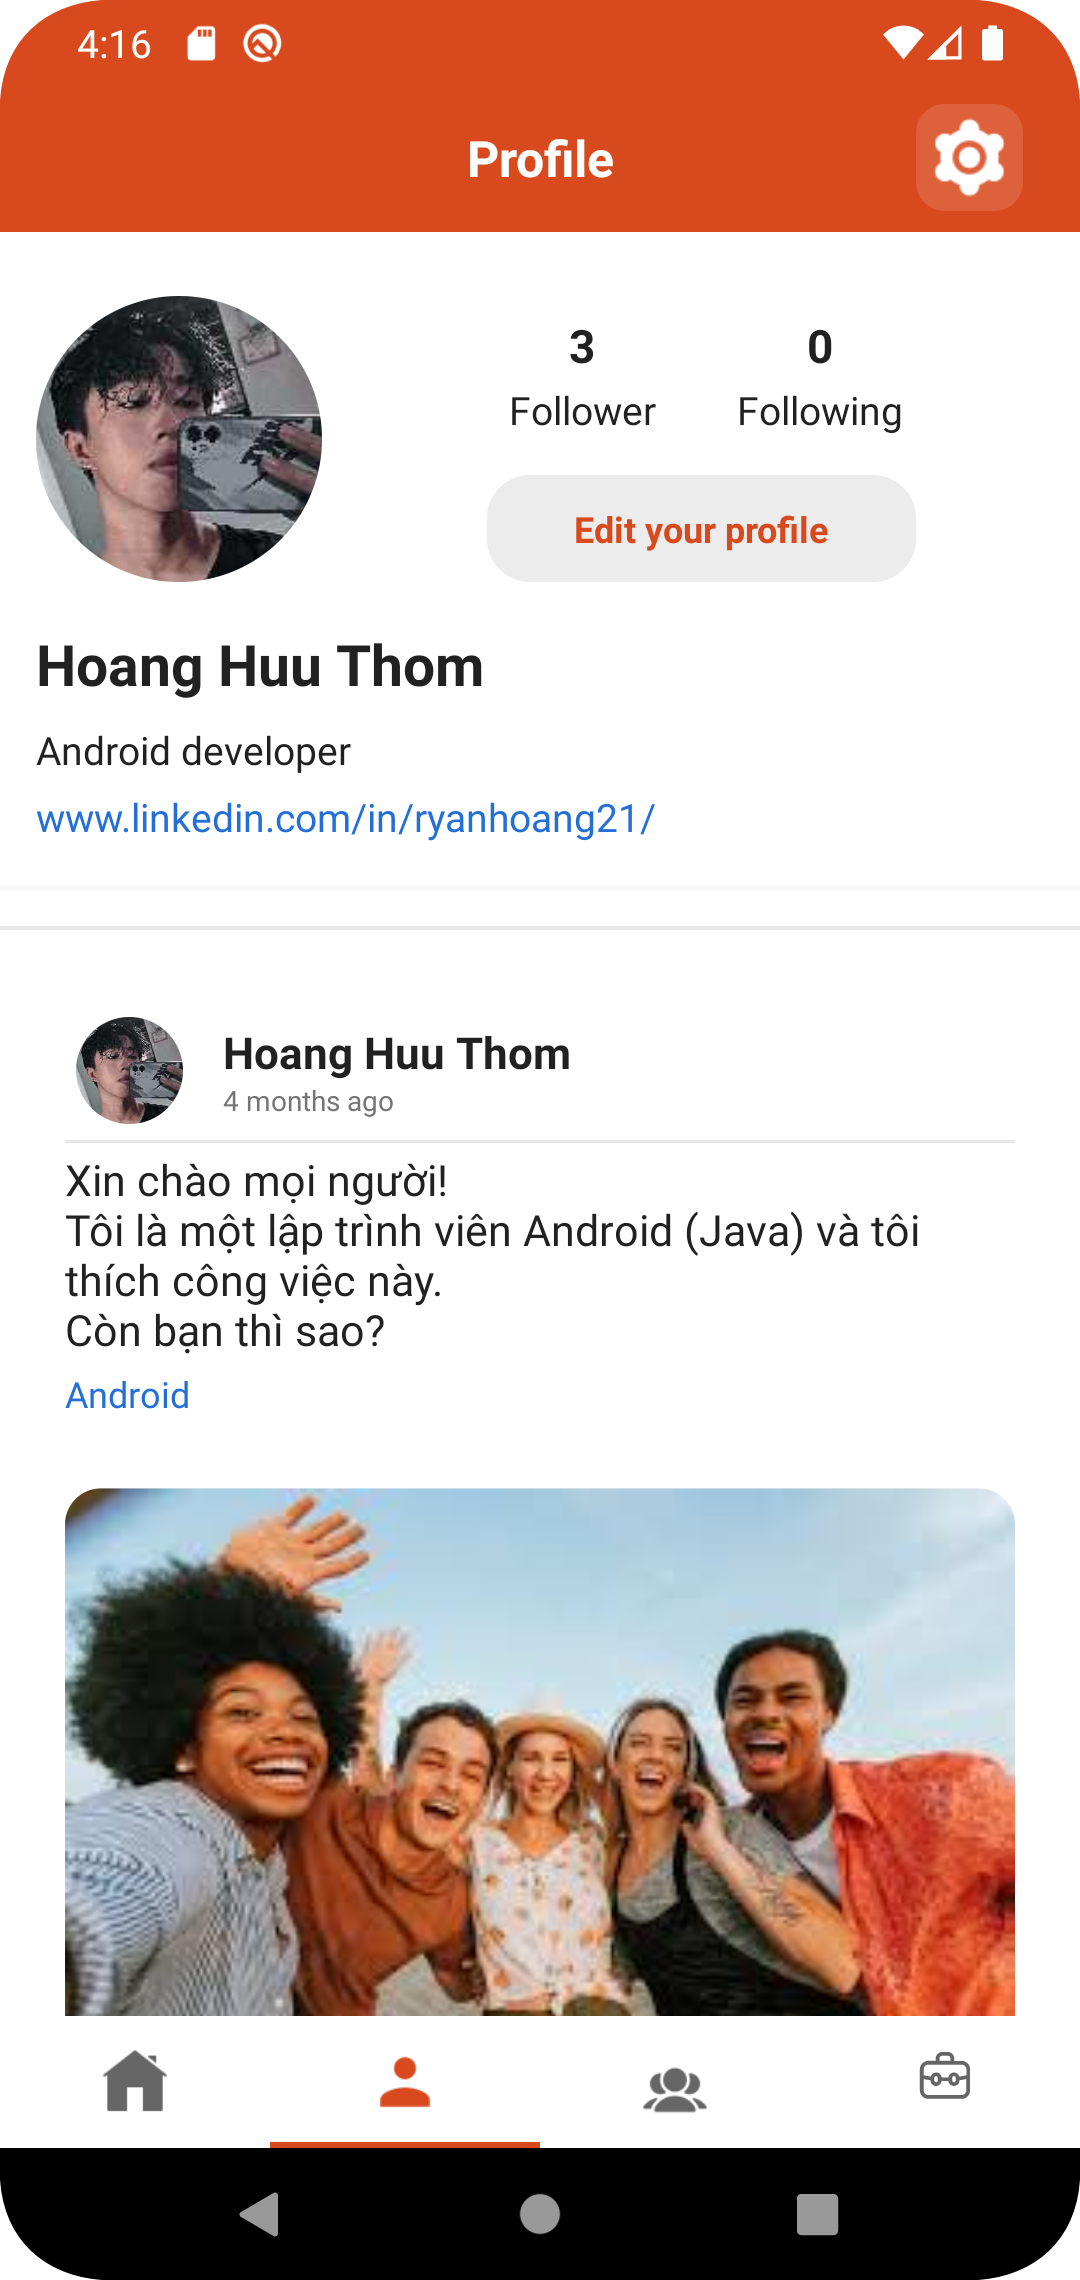 4:16
Profile
3
0
Follower
Following
Edit your profile
Hoang Huu Thom
Android developer
www.linkedin.com/in/ryanhoang21/
Hoang Huu Thom
4 months ago
Xin chào mọi người!
Tôi là một lập trình viên Android (Java) và tôi
thích công việc này.
Còn bạn thì sao?
Android